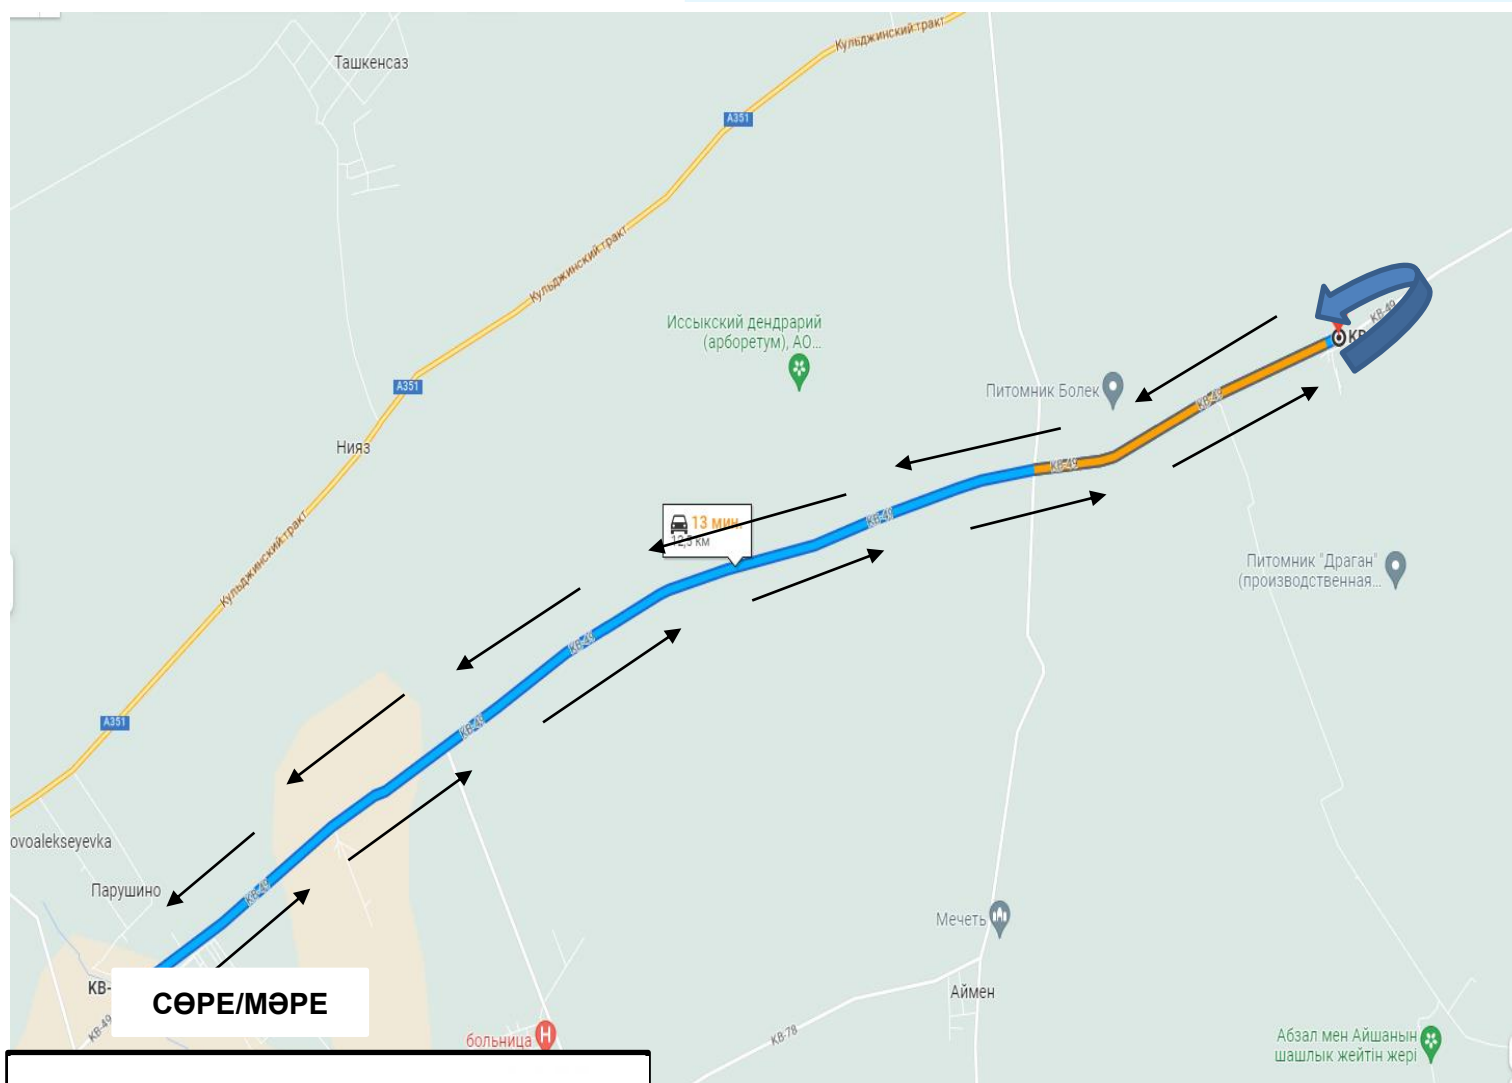 Ташкенсаз
Кульджинский тракт
A351
Кульджинский тракт
Иссыкский дендрарий
(арборетум), АО...
KB-49
KB
A351
Питомник Болек
KB-49
Нияз
KB-49
13 мин.
12,3 км
KB-49
Кульджинский тракт
Питомник "Драган"
(производственная...
KB-49
A351
KB-49
ovoalekseyevka
Парушино
KB-49
Мечеть
KB-
СӨРЕ/МӘРЕ
Аймен
KB-49
больница
H
KB-78
Абзал мен Айшанын
шашлык жейтін жері